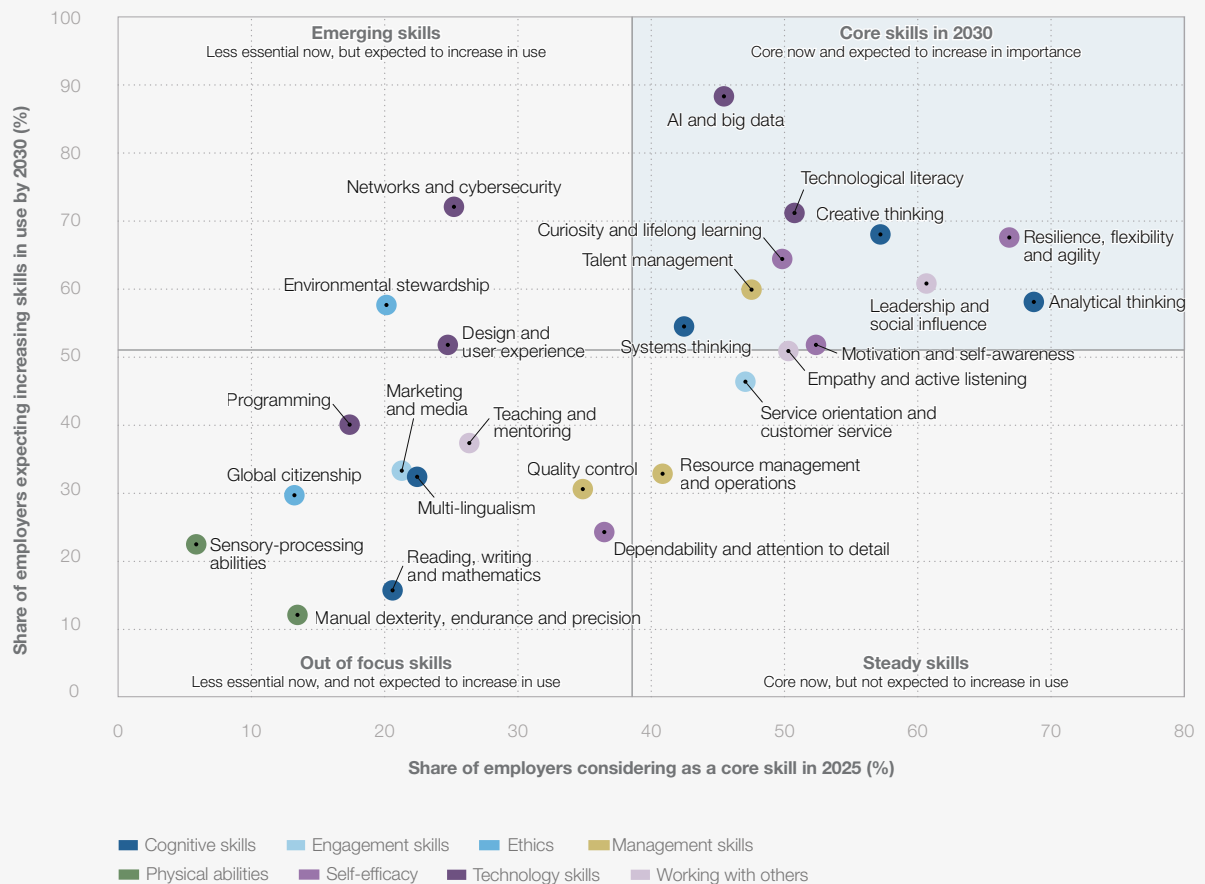 100
90
80
70
60
50
40
30
20
10
0
Share of employers expecting increasing skills in use by 2030 (%)
Emerging skills
Less essential now, but expected to increase in use
Core skills in 2030
Core now and expected to increase in importance
AI and big data
Networks and cybersecurity
Technological literacy
Creative thinking
Curiosity and lifelong learning
Resilience, flexibility
and agility
Talent management
Environmental stewardship
Leadership and
social influence
Analytical thinking
Design and
user experience
Systems thinking
Motivation and self-awareness
Empathy and active listening
Service orientation and
customer service
Programming
Marketing
and media
Teaching and
mentoring
Global citizenship
Quality control
Resource management
and operations
Multi-lingualism
Sensory-processing
abilities
Dependability and attention to detail
Reading, writing
and mathematics
Manual dexterity, endurance and precision
Out of focus skills
Less essential now, and not expected to increase in use
Steady skills
Core now, but not expected to increase in use
0 10 20 30 40 50 60 70 80
Share of employers considering as a core skill in 2025 (%)
Cognitive skills Engagement skills Ethics Management skills
Physical abilities Self-efficacy Technology skills Working with others